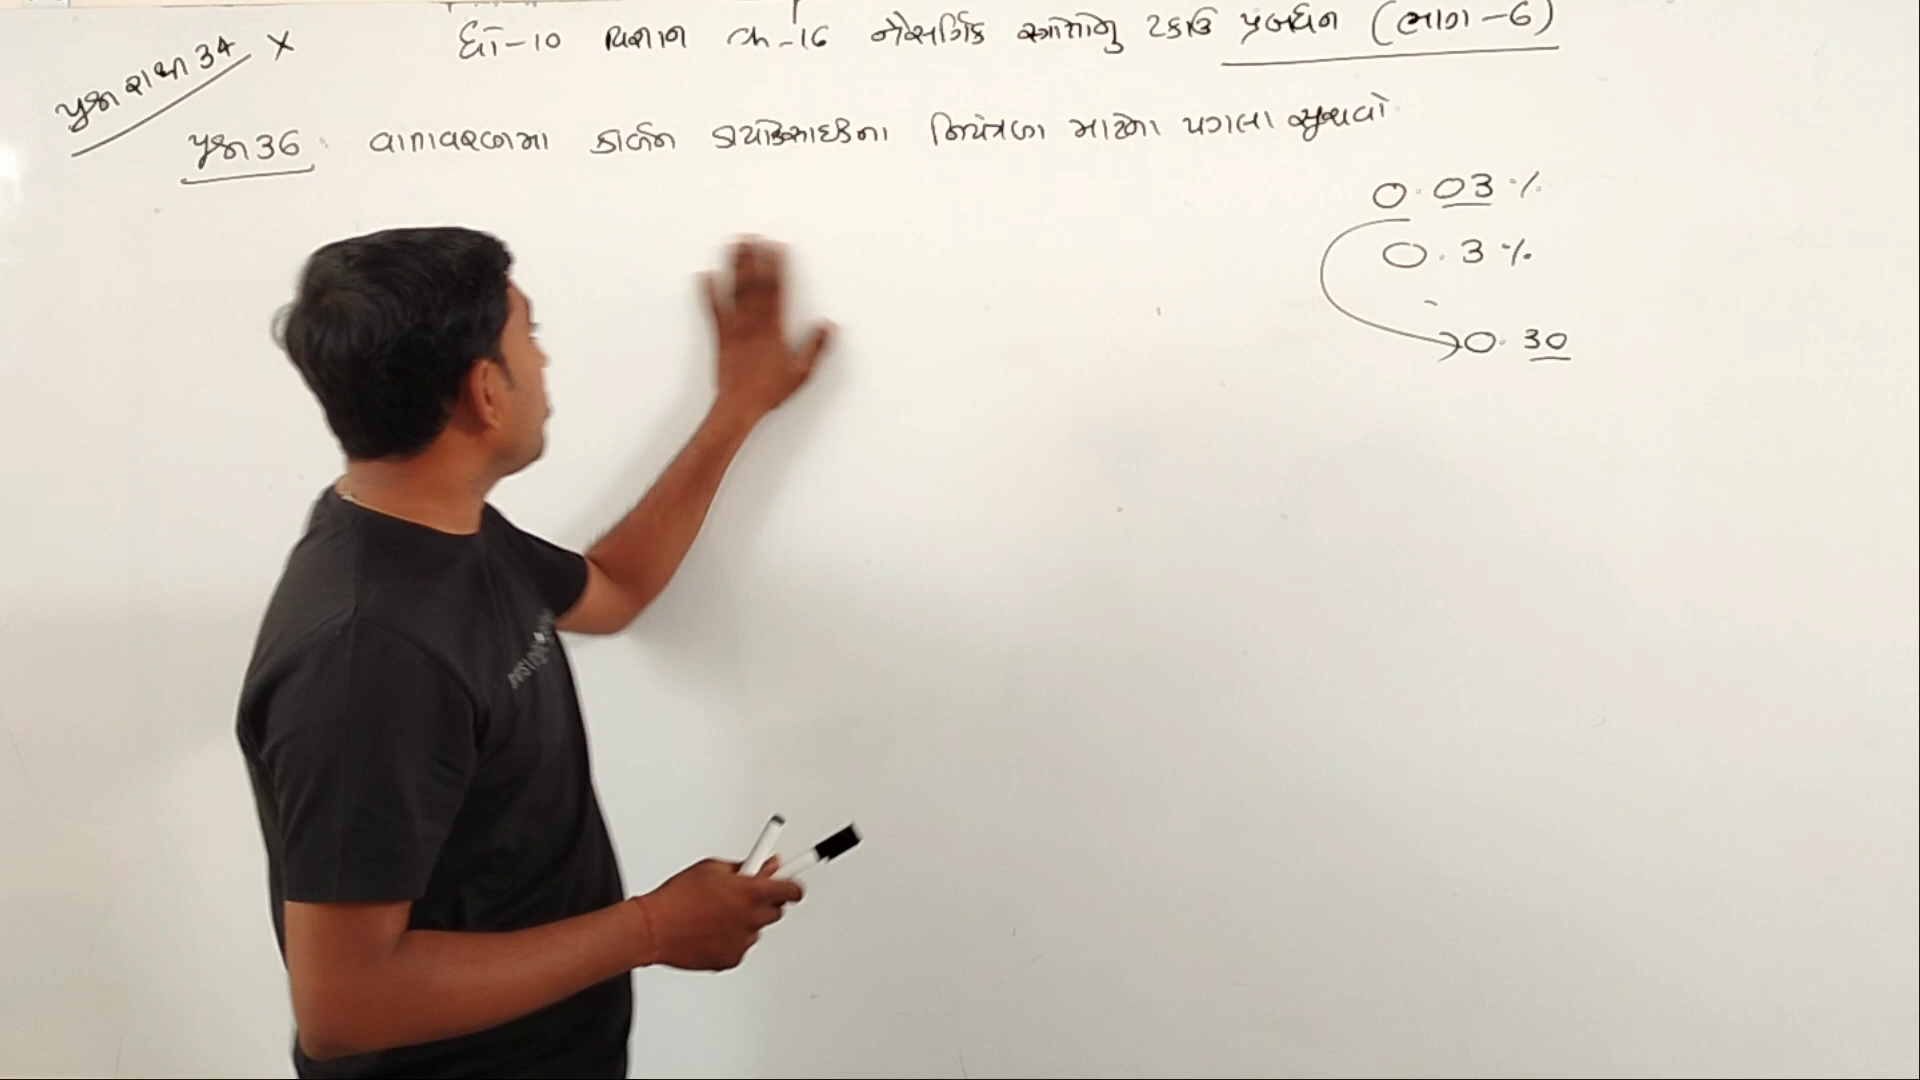 ધો-10 વિજ્ઞાન Ch-16 નૈસર્ગિક સ્ત્રોતોનું ટકાઉ પ્રબંધન (ભાગ-6)
34 X
પ્રશ્ન 36: વાતાવરણમાં કાર્બન ડાયોક્સાઇડના નિયંત્રણ માટેના પગલા સુચવો
0.03%
0.3%
0.30